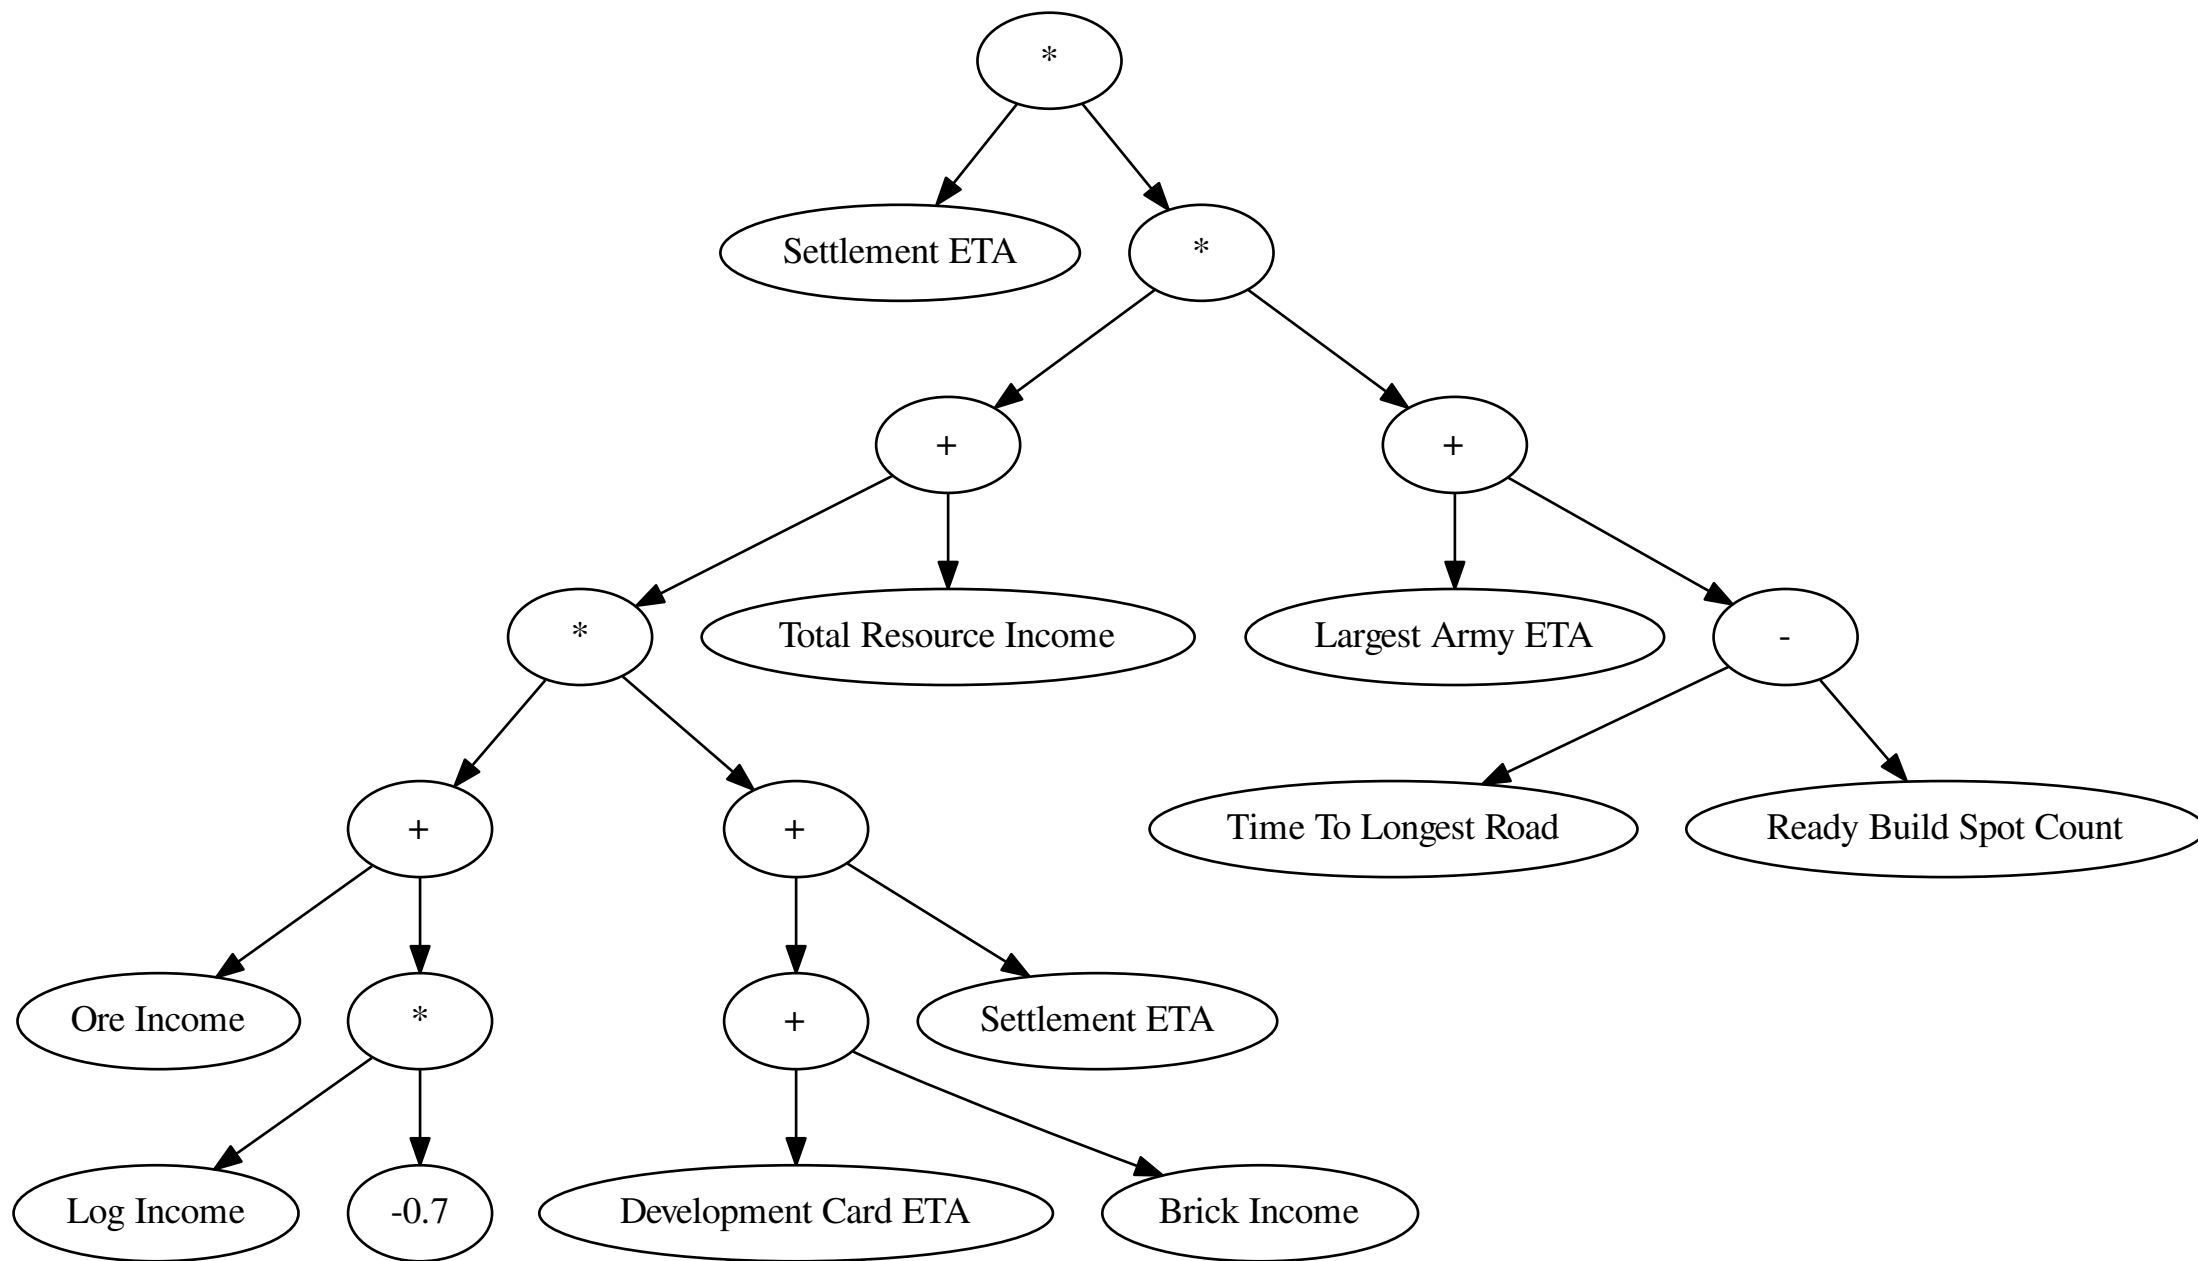 *
Settlement ETA
*
+
+
*
Total Resource Income
Largest Army ETA
-
+
+
Time To Longest Road
Ready Build Spot Count
Ore Income
*
+
Settlement ETA
Log Income
-0.7
Development Card ETA
Brick Income